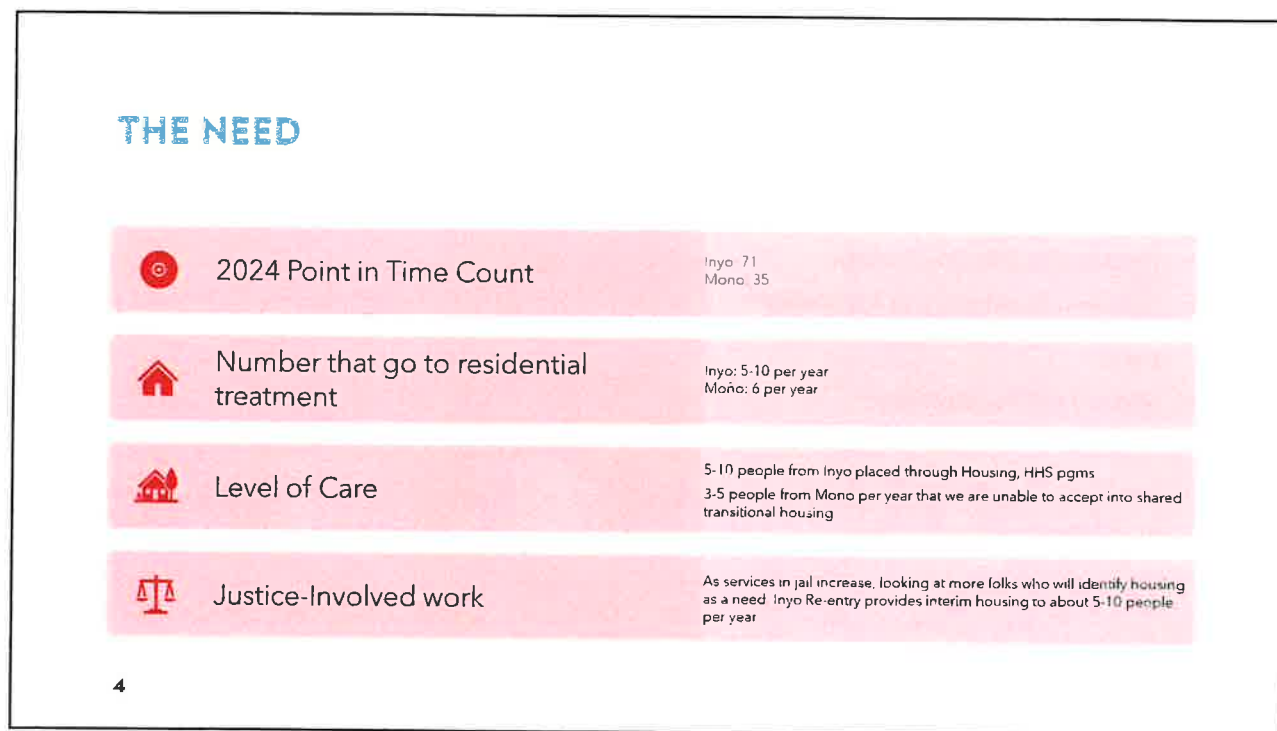 THE NEED
2024 Point in Time Count
Inyo: 71
Mono: 35
Number that go to residential
treatment
Inyo: 5-10 per year
Mono: 6 per year
Level of Care
5-10 people from Inyo placed through Housing, HHS pgms
3-5 people from Mono per year that we are unable to accept into shared
transitional housing
Justice-Involved work
As services in jail increase, looking at more folks who will identify housing
as a need. Inyo Re-entry provides interim housing to about 5-10 people
per year
4